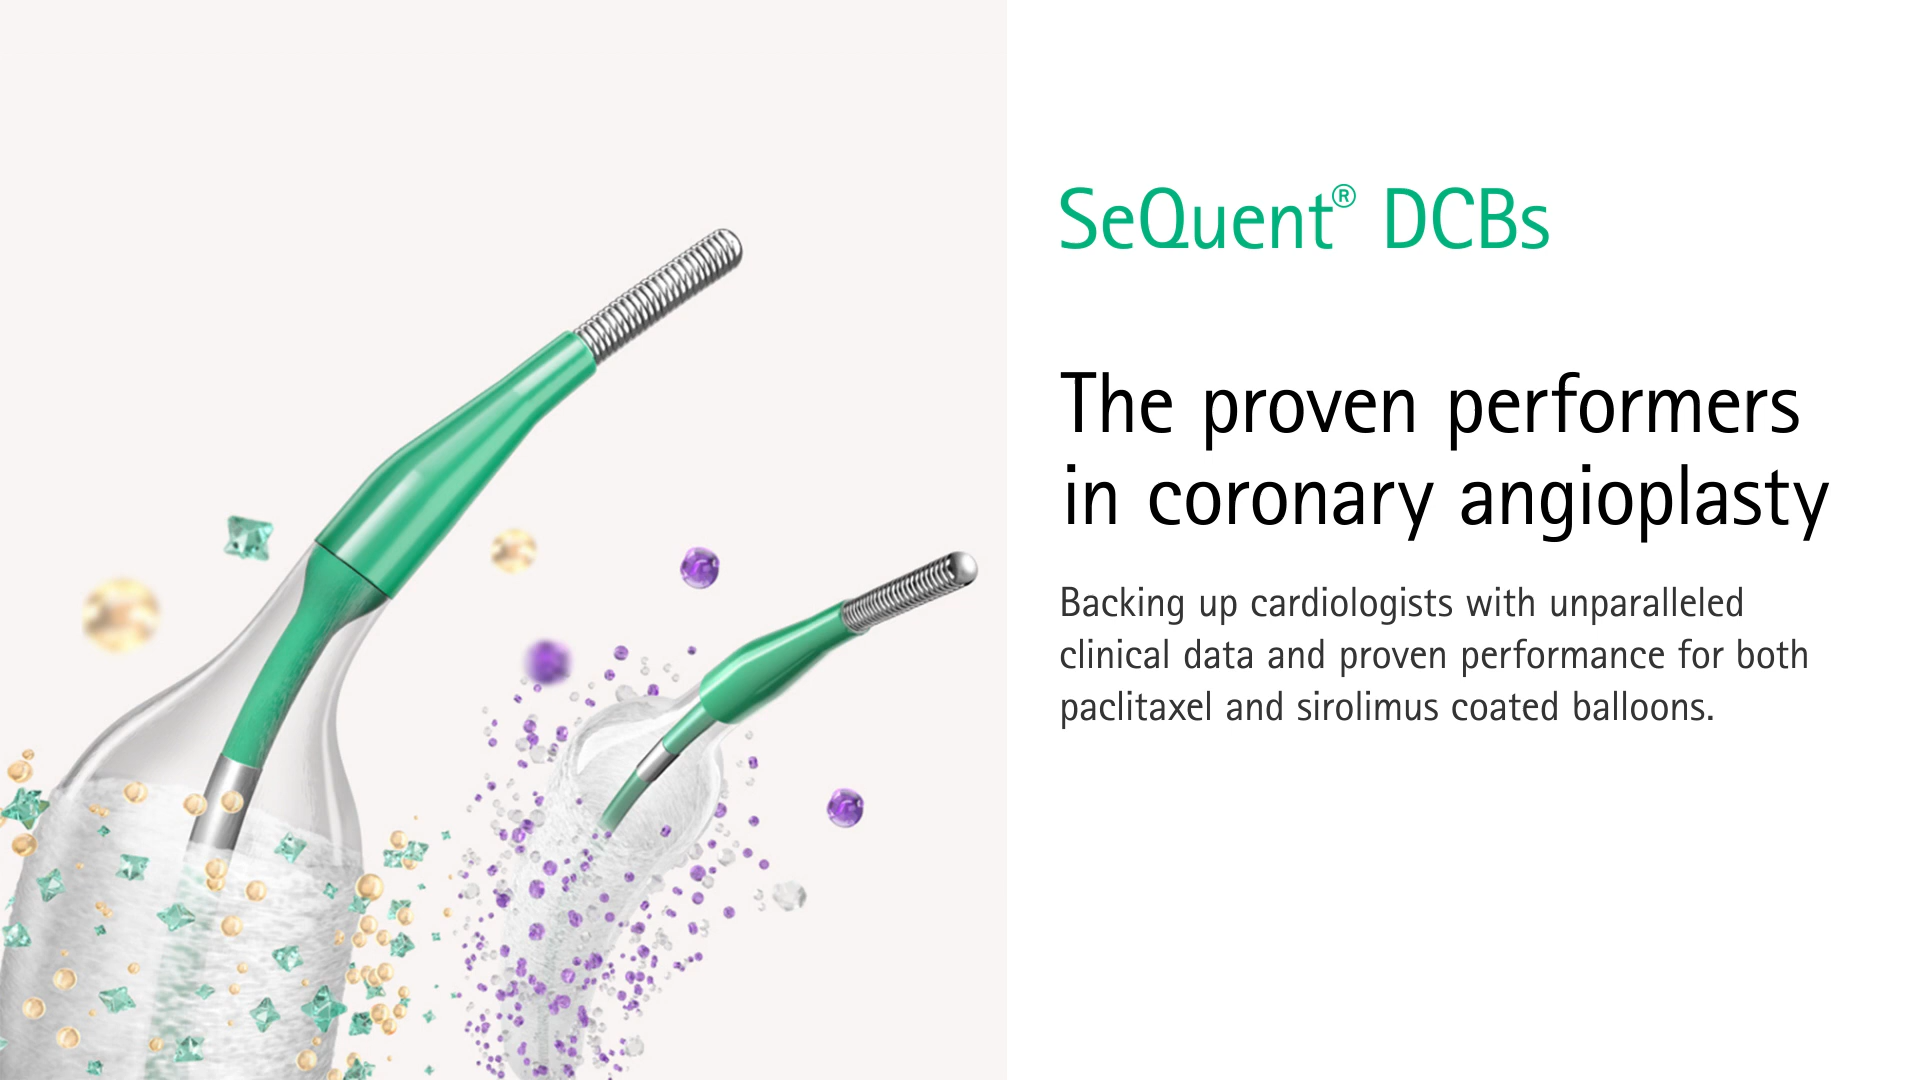 SeQuent® DCBs
The proven performers
in coronary angioplasty
Backing up cardiologists with unparalleled
clinical data and proven performance for both
paclitaxel and sirolimus coated balloons.